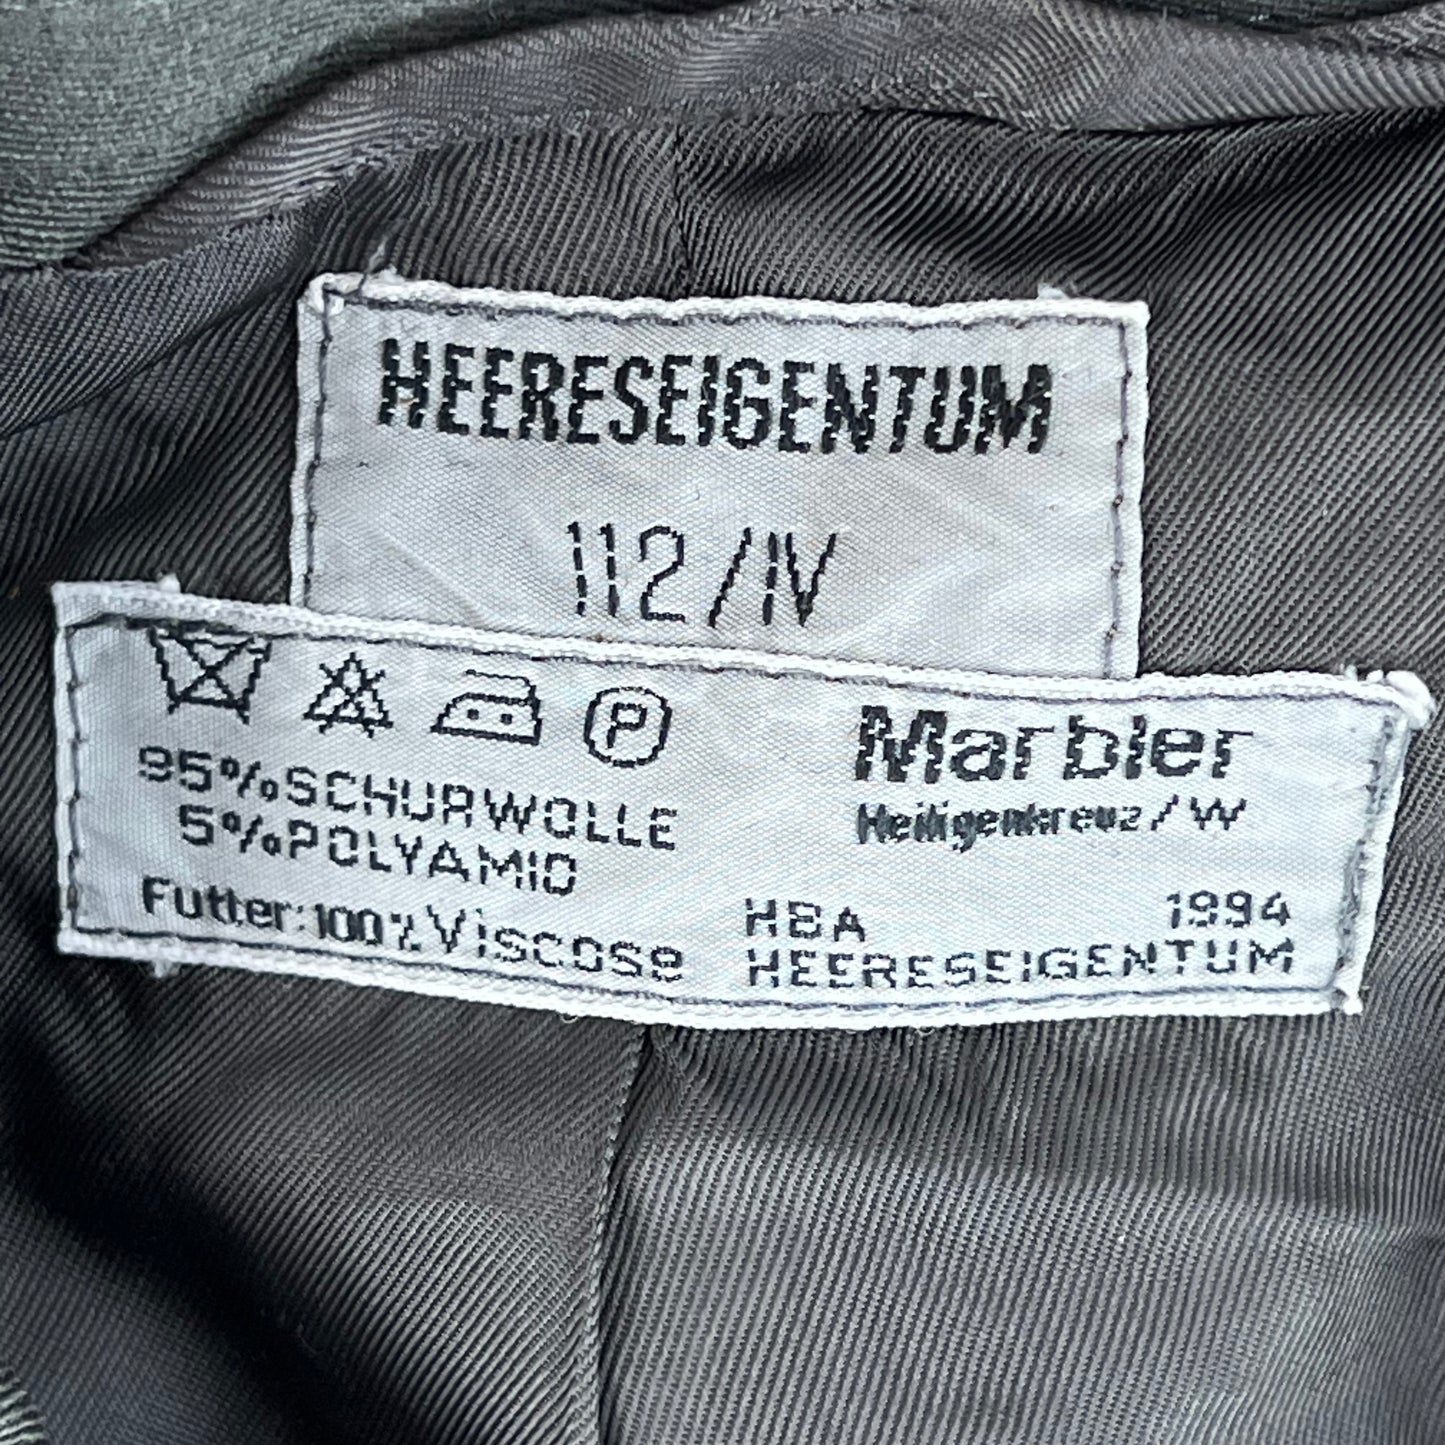 HEERESEIGENTUM
112/IV
P
95%SCHURWOLLE
5%POLYAMID
Futter:100%Viscose
Marbler
Heiligenkreuz/W
HBA 1994
HEERESEIGENTUM